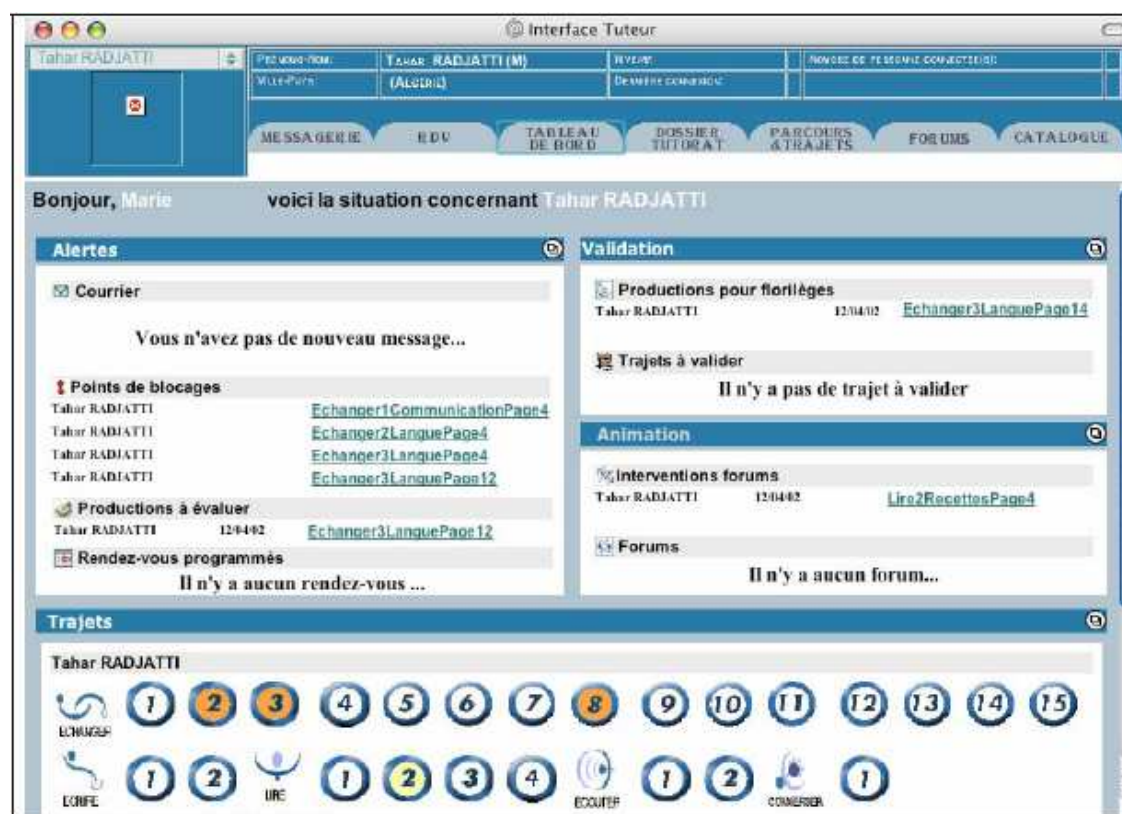 Interface Tuteur
Tahar RADJATTI
TAHAR RADJATTI (M)
(ALGÉRIE)
MESSAGERIE RDV TABLEAU DE BORD DOSSIER TUTORAT PARCOURS &TRAJETS FORUMS CATALOGUE
Bonjour, Marie voici la situation concernant Tahar RADJATTI
Alertes
Courrier
Vous n'avez pas de nouveau message...
Points de blocages
Tahar RADJATTI Echanger1CommunicationPage4
Tahar RADJATTI Echanger2LanguePage4
Tahar RADJATTI Echanger3LanguePage4
Tahar RADJATTI Echanger3LanguePage12
Productions à évaluer
Tahar RADJATTI 12/04/02 Echanger3LanguePage12
Rendez-vous programmés
Il n'y a aucun rendez-vous ...
Validation
Productions pour florilèges
Tahar RADJATTI 12/04/02 Echanger3LanguePage14
Trajets à valider
Il n'y a pas de trajet à valider
Animation
Interventions forums
Tahar RADJATTI 12/04/02 Lire2RecettesPage4
Forums
Il n'y a aucun forum...
Trajets
Tahar RADJATTI
ECHANGER 1 2 3 4 5 6 7 8 9 10 11 12 13 14 15
ECRIRE 1 2 LIRE 1 2 3 4 ECOUTER 1 2 CONVERSER 1